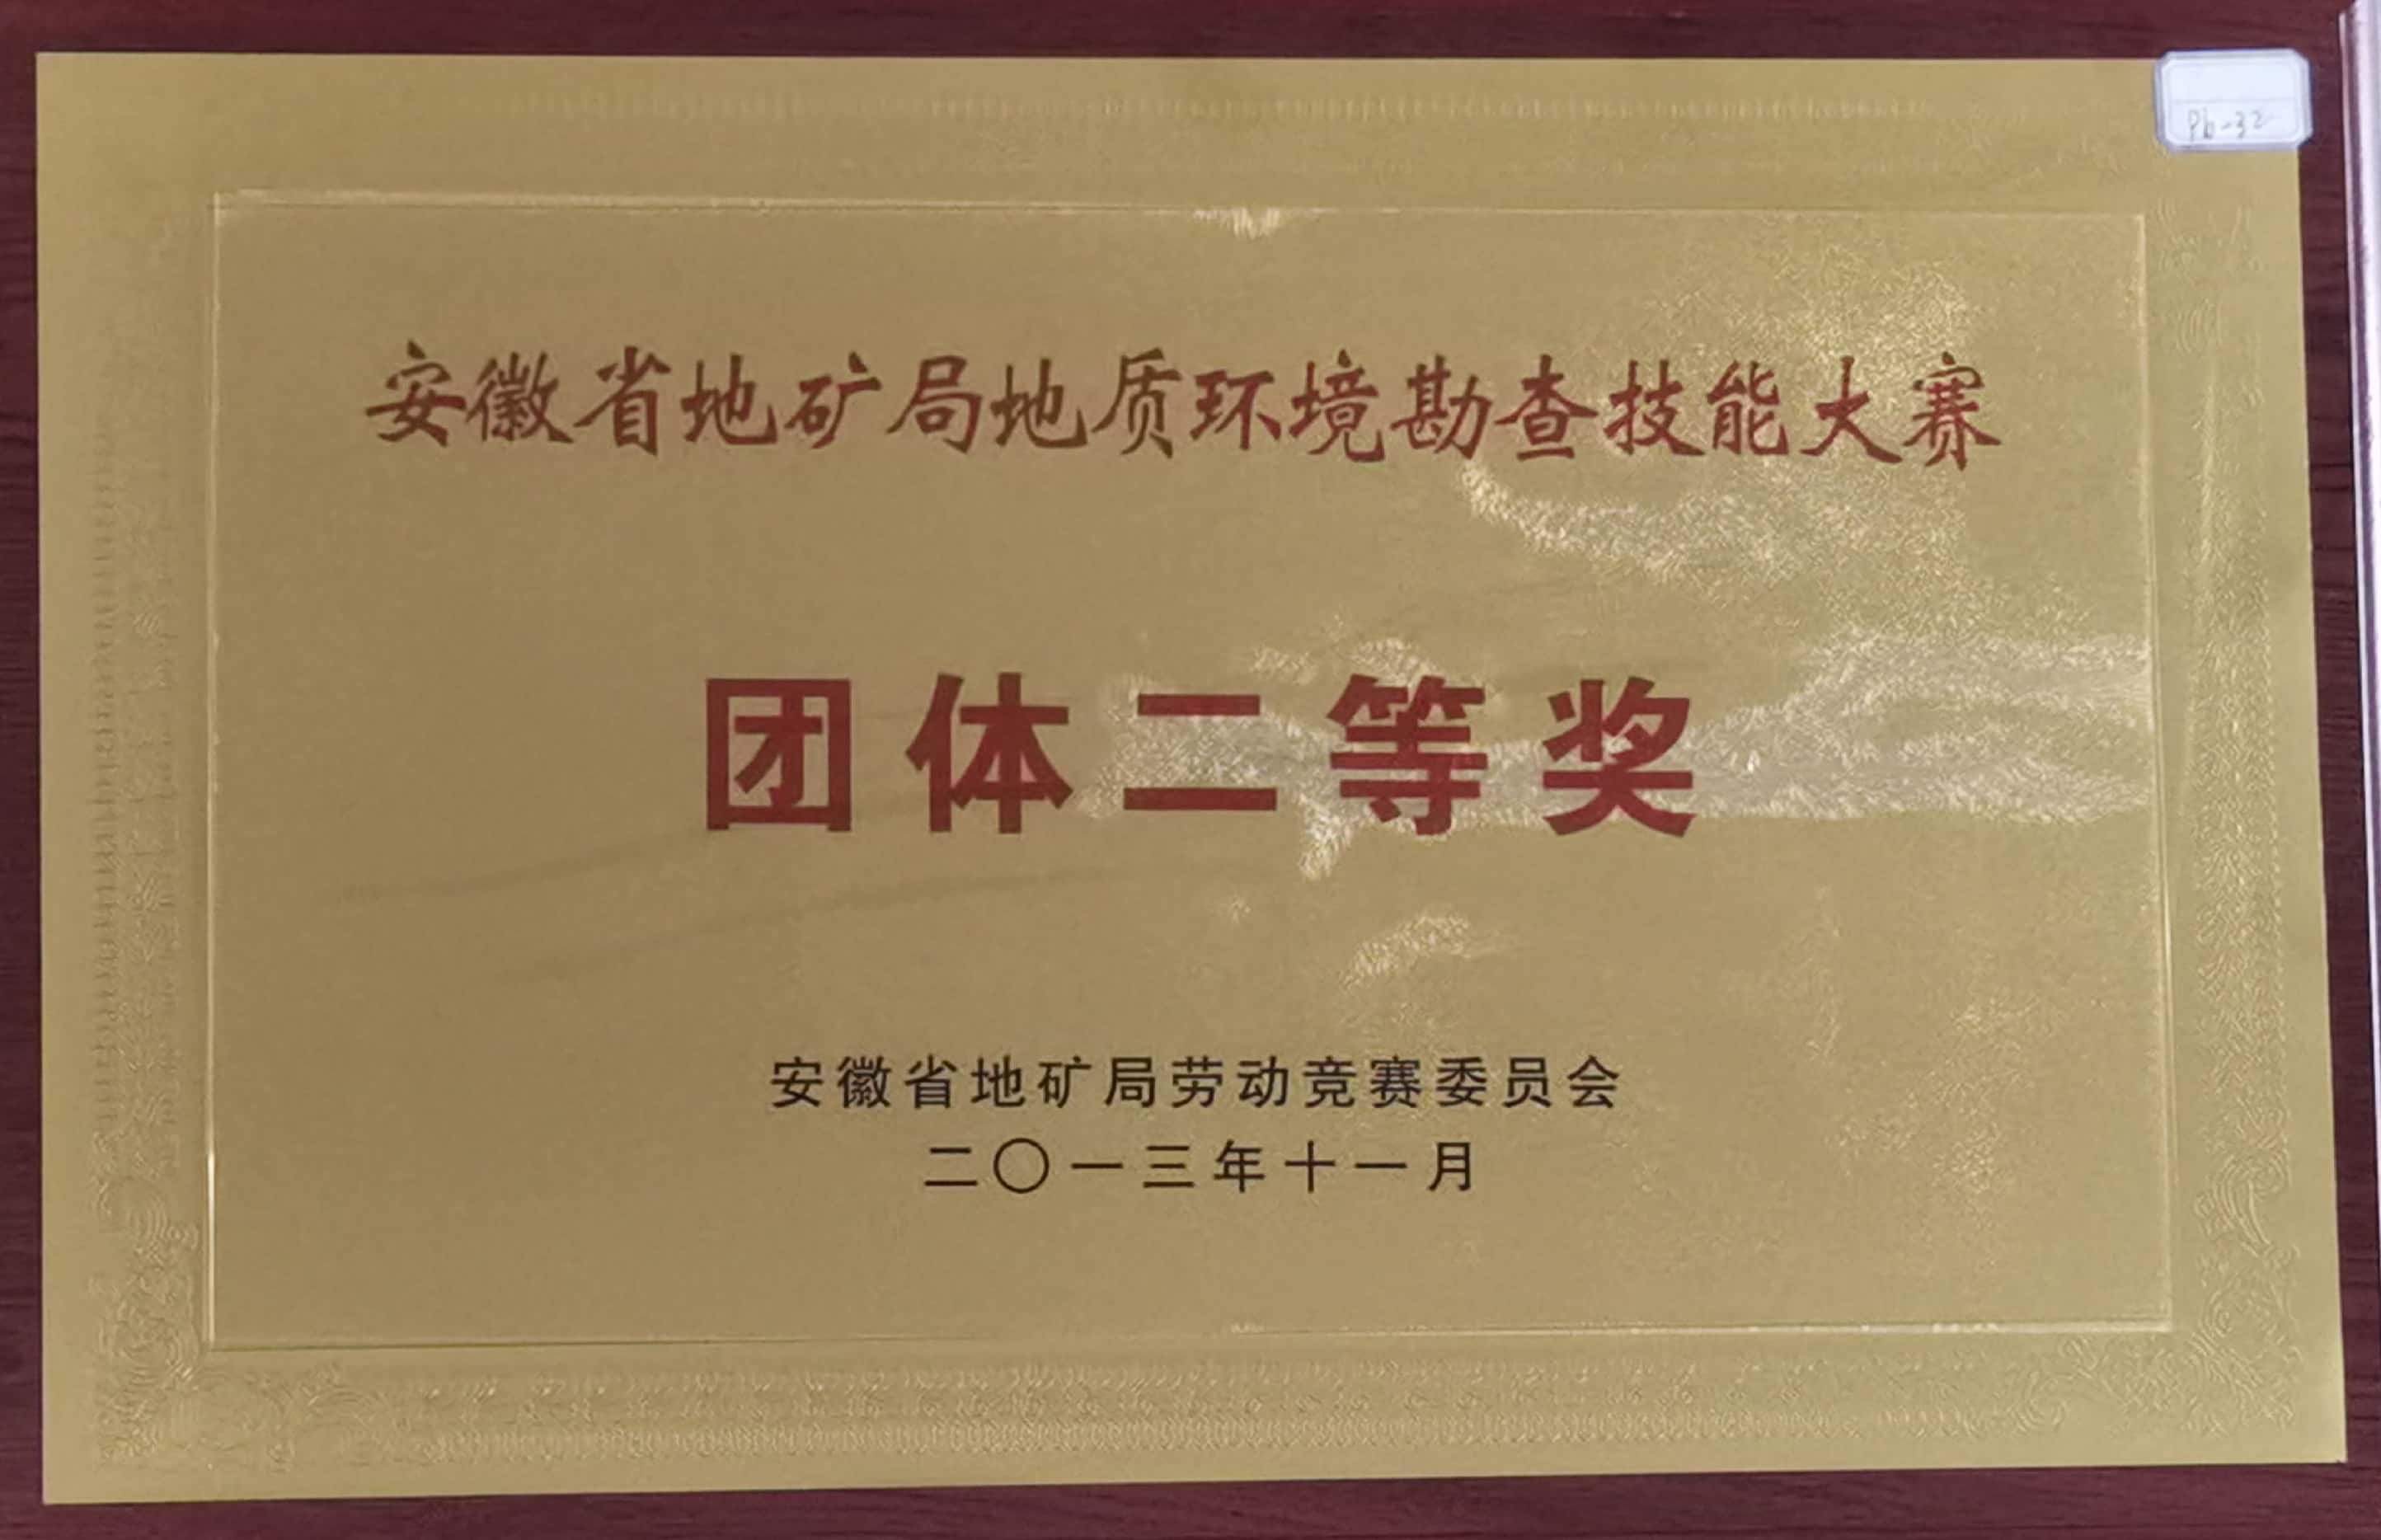 Pb-32
安徽省地矿局地质环境勘查技能大赛
团体二等奖
安徽省地矿局劳动竞赛委员会
二〇一三年十一月